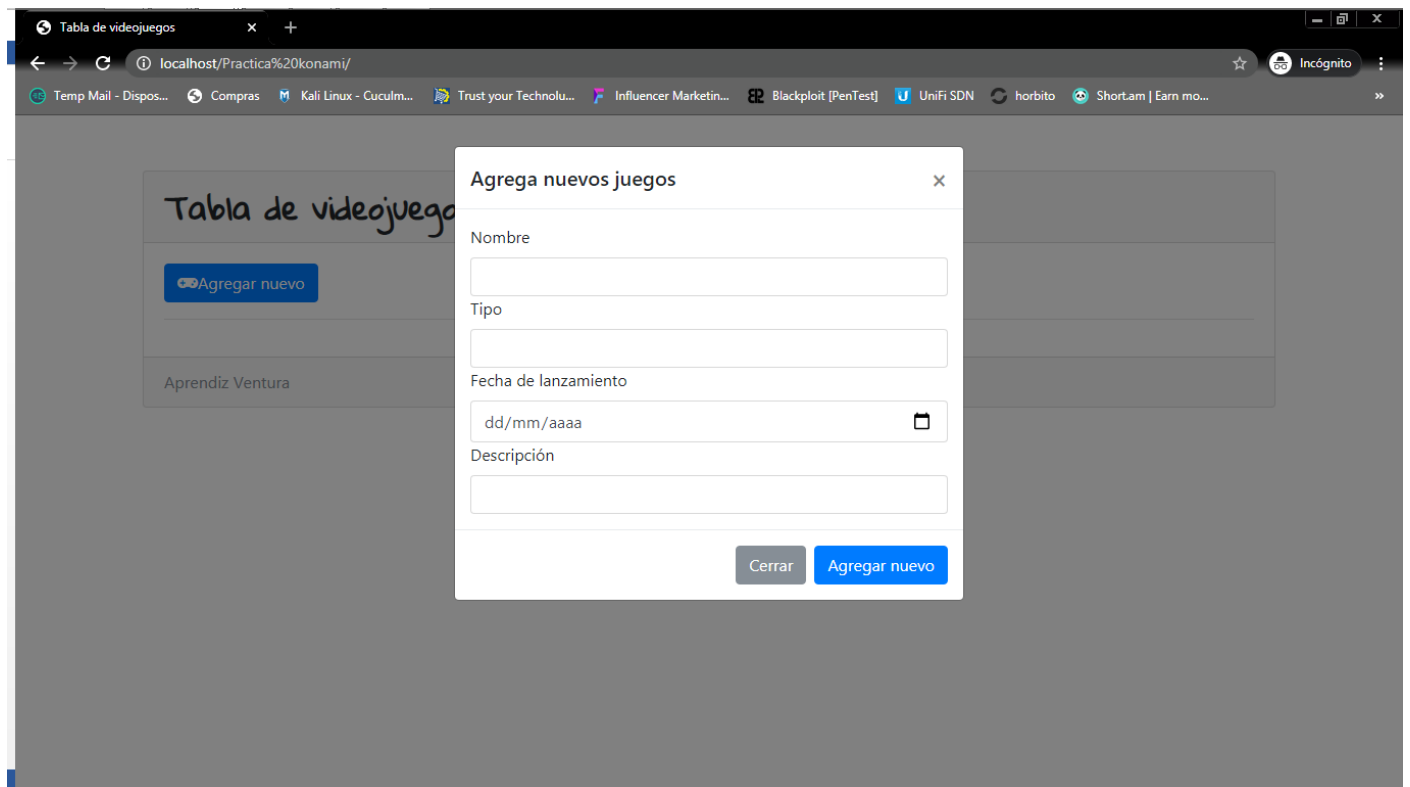 Tabla de videojuegos
localhost/Practica%20konami/
Incógnito
Temp Mail - Dispos... Compras Kali Linux - Cuculm... Trust your Technolu... Influencer Marketin... Blackploit [PenTest] UniFi SDN horbito Short.am | Earn mo... »
Agrega nuevos juegos ×
Tabla de videojuego
Nombre
Agregar nuevo
Tipo
Fecha de lanzamiento
Aprendiz Ventura
dd/mm/aaaa
Descripción
Cerrar Agregar nuevo